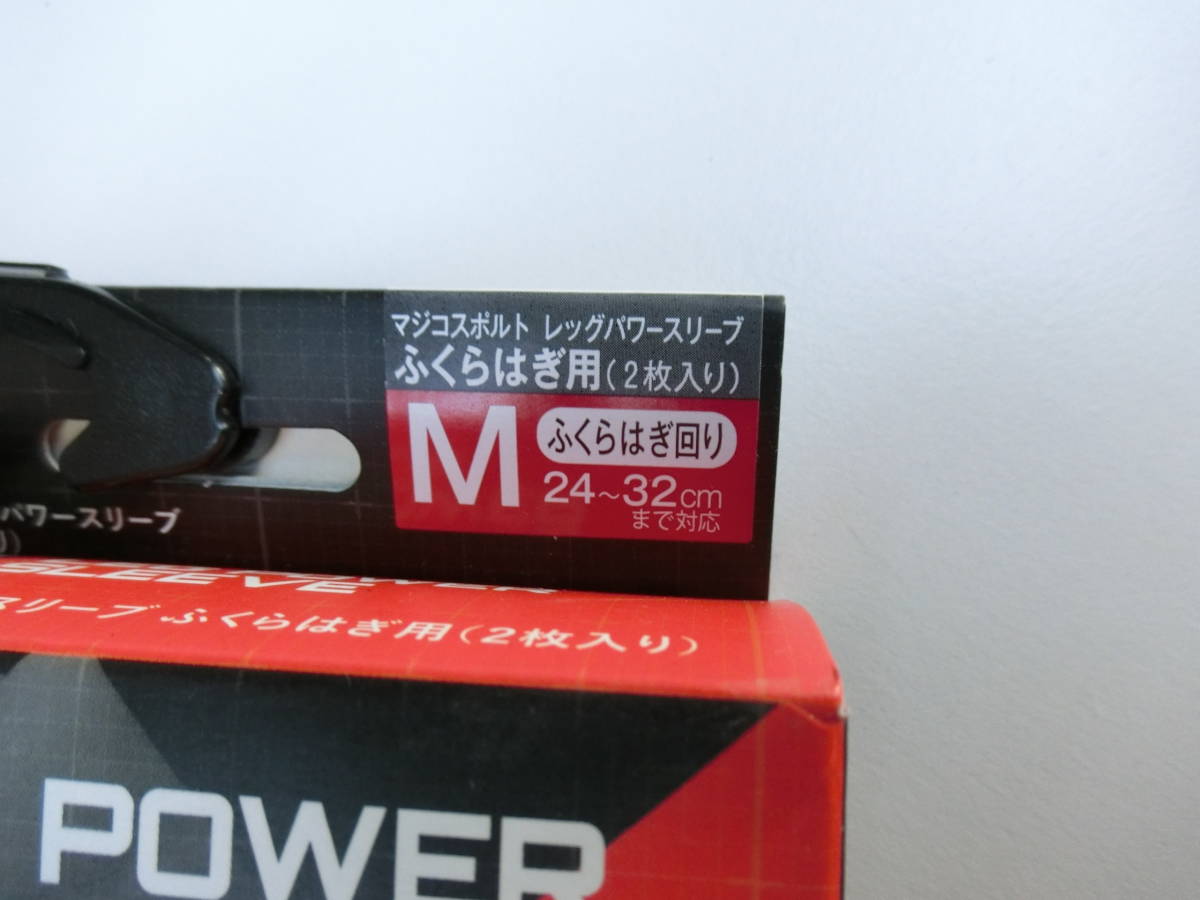 マジコスポルト レッグパワースリーブ
ふくらはぎ用(2枚入り)
M ふくらはぎ回り
24~32cm
まで対応
パワースリーブ
り)
SLEEVE
スリーブ ふくらはぎ用(2枚入り)
POWER